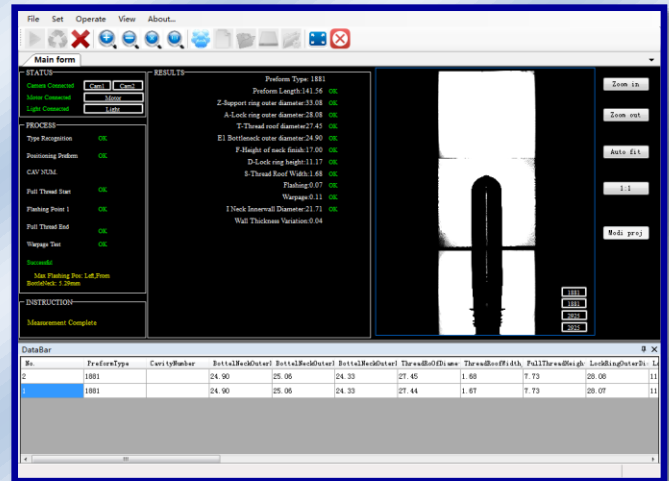 File Set Operate View About...
Main form
STATUS
Camera Connected Cam1 Cam2
Motor Connected Motor
Light Connected Light
PROCESS
Type Recognition OK
Positioning Preform OK
CAV NUM.
Full Thread Start OK
Flashing Point 1 OK
Full Thread End OK
Warpage Test OK
Successful
Max Flashing Pos: Left,From
BottleNeck: 5.29mm
INSTRUCTION
Measurement Complete
RESULTS
Preform Type: 1881
Preform Length:141.56 OK
Z-Support ring outer diameter:33.08 OK
A-Lock ring outer diameter:28.08 OK
T-Thread roof diameter27.45 OK
E1 Bottleneck outer diameter:24.90 OK
F-Height of neck finish:17.00 OK
D-Lock ring height:11.17 OK
S-Thread Roof Width:1.68 OK
Flashing:0.07 OK
Warpage:0.11 OK
I Neck Innervall Diameter:21.71 OK
Wall Thickness Variation:0.04
1881
1881
2025
2025
Zoom in
Zoom out
Auto fit
1:1
Modi proj
DataBar
No. PreformType CavityNumber BottelNeckOuter1 BottelNeckOuter1 BottelNeckOuter1 ThreadRoOfDiame ThreadRoofWidth FullThreadHeigh LockRingOuterDi L
2 1881 24.90 25.06 24.33 27.45 1.68 7.73 28.08 11
1 1881 24.90 25.06 24.33 27.44 1.67 7.73 28.07 11